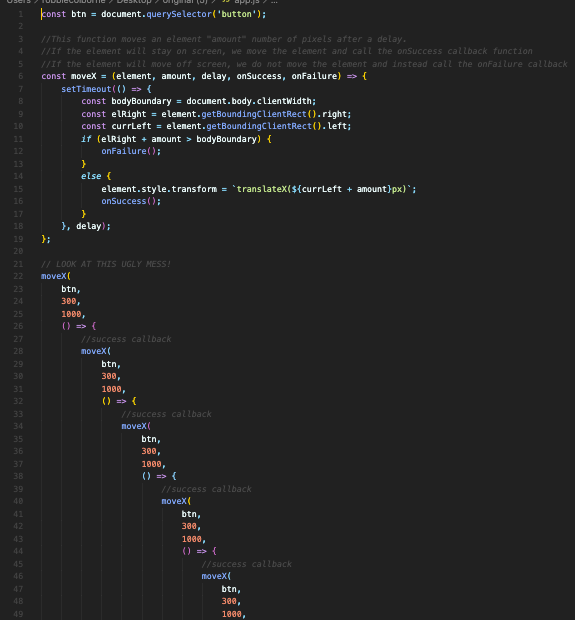 Users > robbiecolborne > Desktop > original (3) > JS app.js > ...
1 const btn = document.querySelector('button');
2
3 //This function moves an element "amount" number of pixels after a delay.
4 //If the element will stay on screen, we move the element and call the onSuccess callback function
5 //If the element will move off screen, we do not move the element and instead call the onFailure callback
6 const moveX = (element, amount, delay, onSuccess, onFailure) => {
7 setTimeout(() => {
8 const bodyBoundary = document.body.clientWidth;
9 const elRight = element.getBoundingClientRect().right;
10 const currLeft = element.getBoundingClientRect().left;
11 if (elRight + amount > bodyBoundary) {
12 onFailure();
13 }
14 else {
15 element.style.transform = `translateX(${currLeft + amount}px)`;
16 onSuccess();
17 }
18 }, delay);
19 };
20
21 // LOOK AT THIS UGLY MESS!
22 moveX(
23 btn,
24 300,
25 1000,
26 () => {
27 //success callback
28 moveX(
29 btn,
30 300,
31 1000,
32 () => {
33 //success callback
34 moveX(
35 btn,
36 300,
37 1000,
38 () => {
39 //success callback
40 moveX(
41 btn,
42 300,
43 1000,
44 () => {
45 //success callback
46 moveX(
47 btn,
48 300,
49 1000,